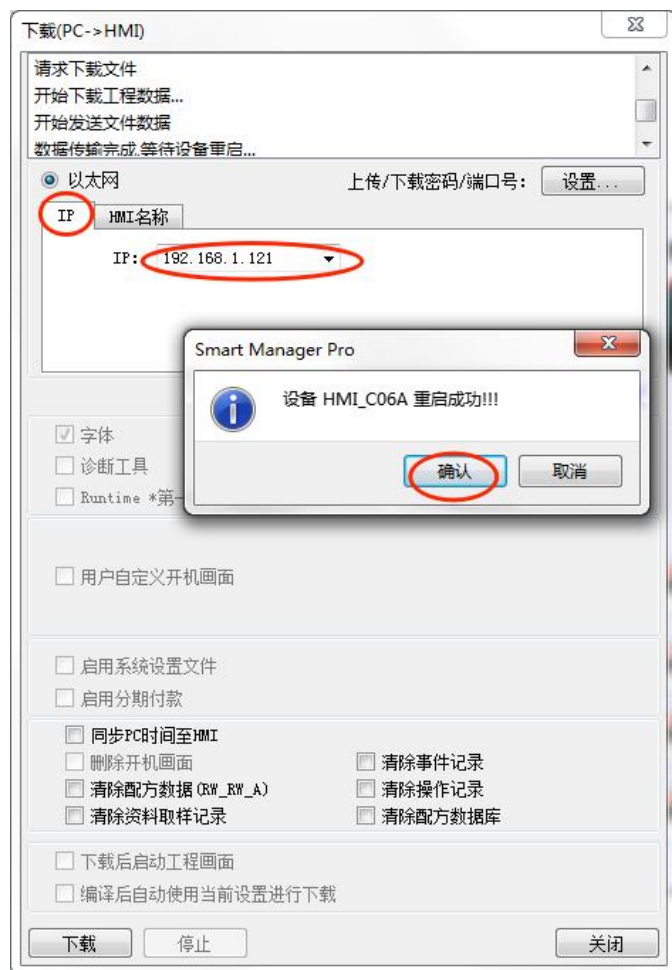 下载(PC->HMI)
请求下载文件
开始下载工程数据...
开始发送文件数据
数据传输完成,等待设备重启...
以太网
上传/下载密码/端口号：
设置...
IP
HMI名称
IP:
192.168.1.121
Smart Manager Pro
设备 HMI_C06A 重启成功!!!
确认
取消
字体
诊断工具
Runtime *第一
用户自定义开机画面
启用系统设置文件
启用分期付款
同步PC时间至HMI
删除开机画面
清除事件记录
清除配方数据(RW_RW_A)
清除操作记录
清除资料取样记录
清除配方数据库
下载后启动工程画面
编译后自动使用当前设置进行下载
下载
停止
关闭